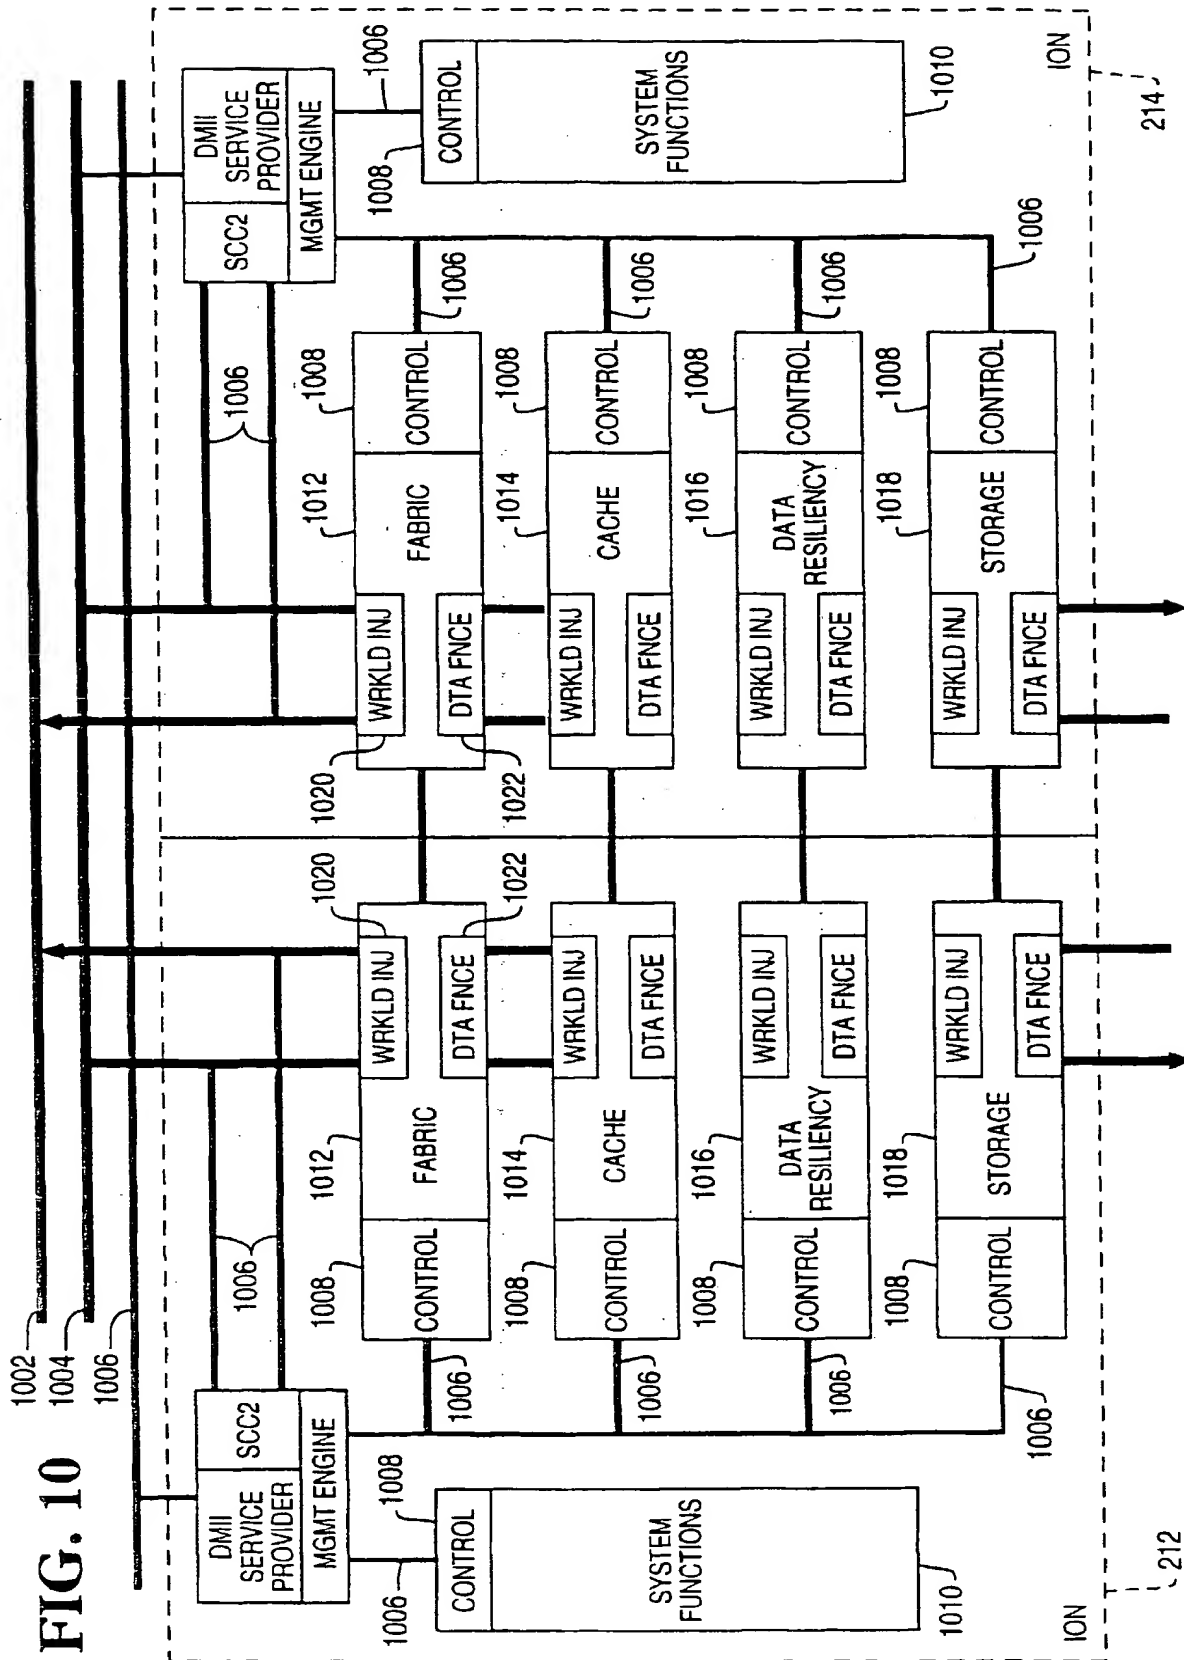 FIG. 10
1002
1004
1006
DMII
SERVICE
PROVIDER
SCC2
MGMT ENGINE
1006
1006
1008
CONTROL
SYSTEM
FUNCTIONS
1010
1008
1012
1020
CONTROL
FABRIC
WRKLD INJ
DTA FNCE
1022
1006
1008
1014
CONTROL
CACHE
WRKLD INJ
DTA FNCE
1006
1008
1016
CONTROL
DATA
RESILIENCY
WRKLD INJ
DTA FNCE
1006
1008
1018
CONTROL
STORAGE
WRKLD INJ
DTA FNCE
1006
ION
212
SCC2
DMII
SERVICE
PROVIDER
MGMT ENGINE
1006
1006
1008
CONTROL
SYSTEM
FUNCTIONS
1010
1020
1012
1008
WRKLD INJ
DTA FNCE
FABRIC
CONTROL
1022
1006
1014
1008
WRKLD INJ
DTA FNCE
CACHE
CONTROL
1006
1016
1008
WRKLD INJ
DTA FNCE
DATA
RESILIENCY
CONTROL
1006
1018
1008
WRKLD INJ
DTA FNCE
STORAGE
CONTROL
1006
ION
214